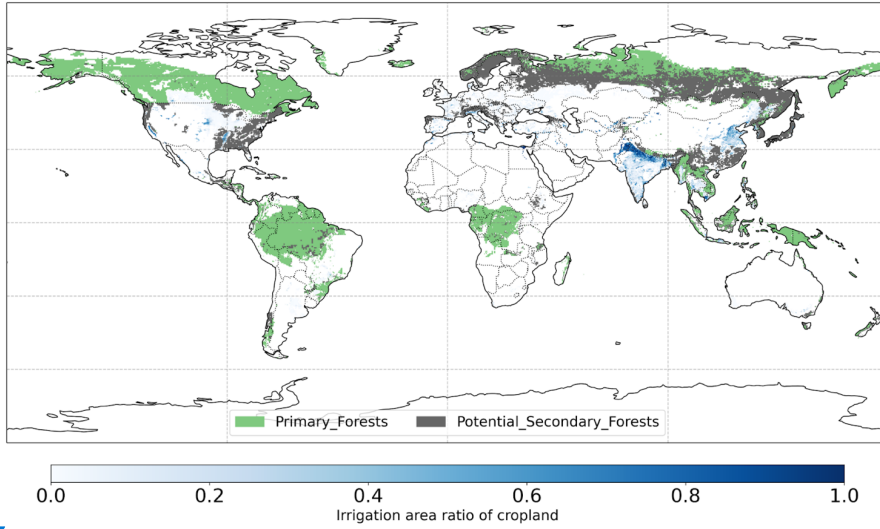 Primary_Forests Potential_Secondary_Forests
0.0 0.2 0.4 0.6 0.8 1.0
Irrigation area ratio of cropland